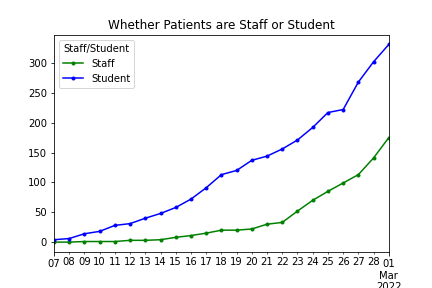 Whether Patients are Staff or Student
Staff/Student
Staff
Student
300
250
200
150
100
50
0
07 08 09 10 11 12 13 14 15 16 17 18 19 20 21 22 23 24 25 26 27 28 01
Mar
2022